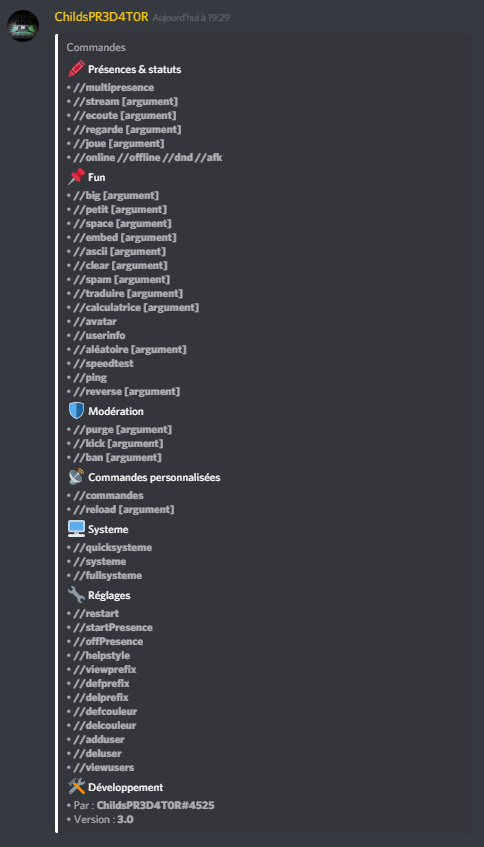 ChildsPR3D4T0R Aujourd'hui à 19:29
Commandes
Présences & statuts
• //multipresence
• //stream [argument]
• //ecoute [argument]
• //regarde [argument]
• //joue [argument]
• //online //offline //dnd //afk
Fun
• //big [argument]
• //petit [argument]
• //space [argument]
• //embed [argument]
• //ascii [argument]
• //clear [argument]
• //spam [argument]
• //traduire [argument]
• //calculatrice [argument]
• //avatar
• //userinfo
• //aléatoire [argument]
• //speedtest
• //ping
• //reverse [argument]
Modération
• //purge [argument]
• //kick [argument]
• //ban [argument]
Commandes personnalisées
• //commandes
• //reload [argument]
Systeme
• //quicksysteme
• //systeme
• //fullsysteme
Réglages
• //restart
• //startPresence
• //offPresence
• //helpstyle
• //viewprefix
• //defprefix
• //delprefix
• //defcouleur
• //delcouleur
• //adduser
• //deluser
• //viewusers
Développement
• Par : ChildsPR3D4T0R#4525
• Version : 3.0